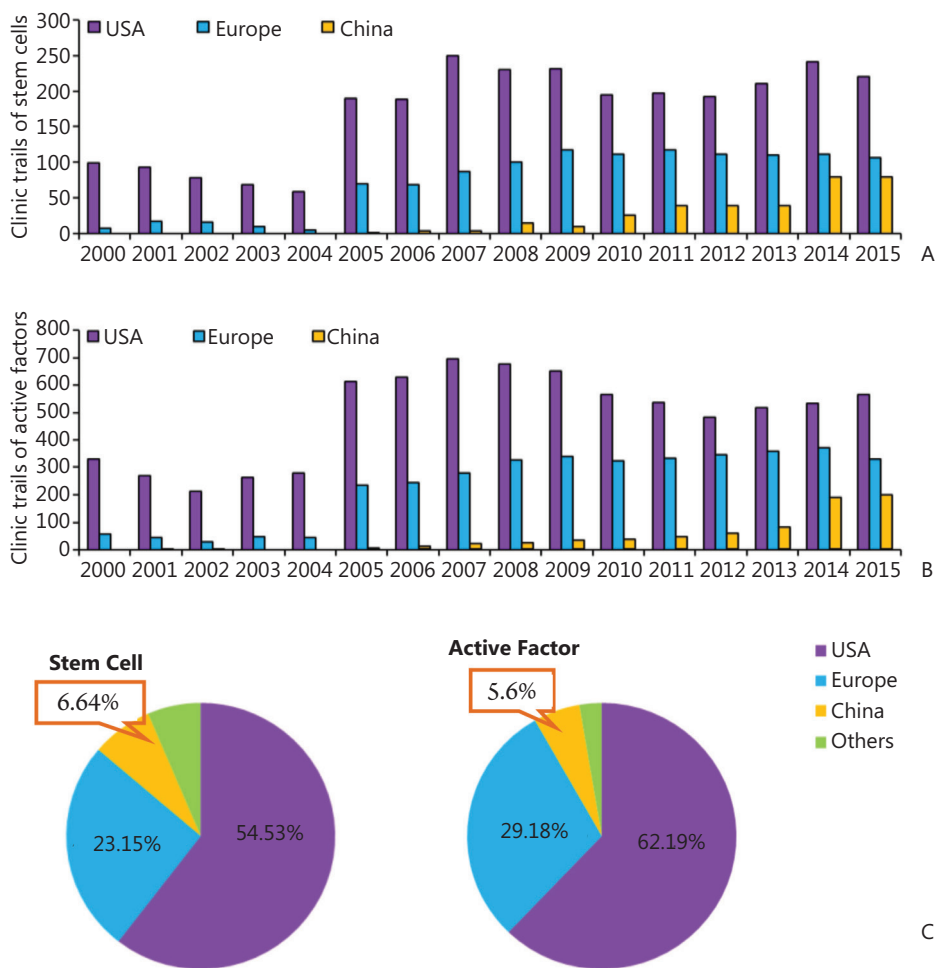 300
250
200
150
100
50
0
Clinic trails of stem cells
USA Europe China
2000 2001 2002 2003 2004 2005 2006 2007 2008 2009 2010 2011 2012 2013 2014 2015
A
800
700
600
500
400
300
200
100
0
Clinic trails of active factors
USA Europe China
2000 2001 2002 2003 2004 2005 2006 2007 2008 2009 2010 2011 2012 2013 2014 2015
B
Stem Cell
6.64%
23.15%
54.53%
Active Factor
5.6%
29.18%
62.19%
USA
Europe
China
Others
C